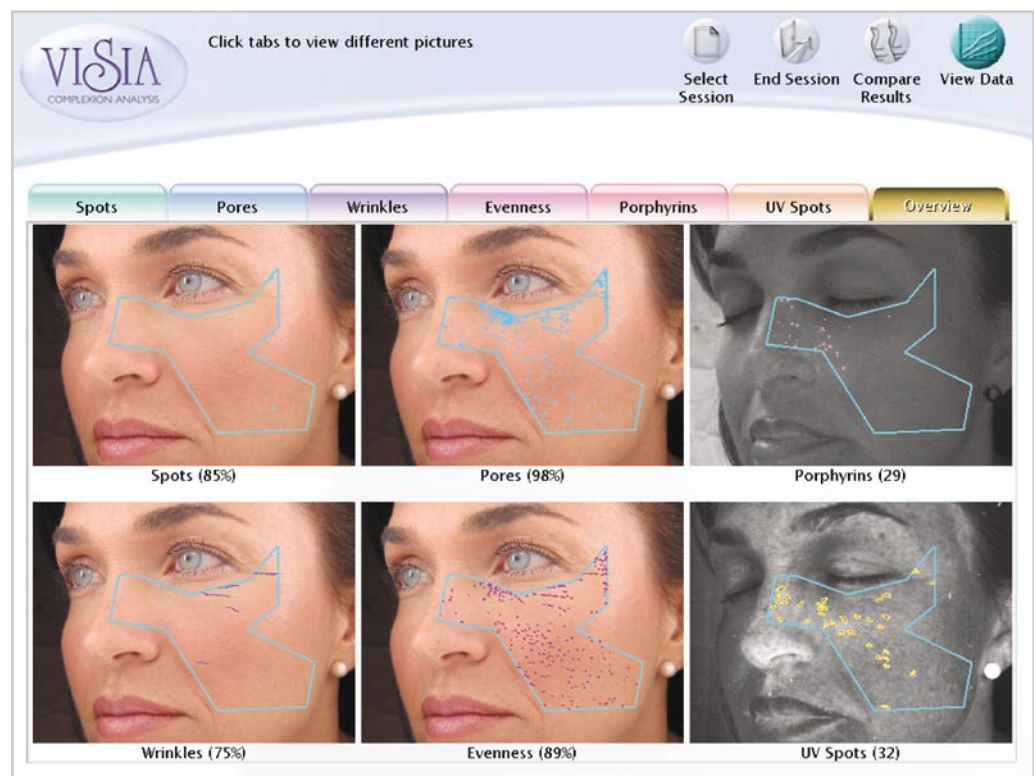 VISIA
COMPLEXION ANALYSIS
Click tabs to view different pictures
Select
Session
End Session
Compare
Results
View Data
Spots
Pores
Wrinkles
Evenness
Porphyrins
UV Spots
Overview
Spots (85%)
Pores (98%)
Porphyrins (29)
Wrinkles (75%)
Evenness (89%)
UV Spots (32)